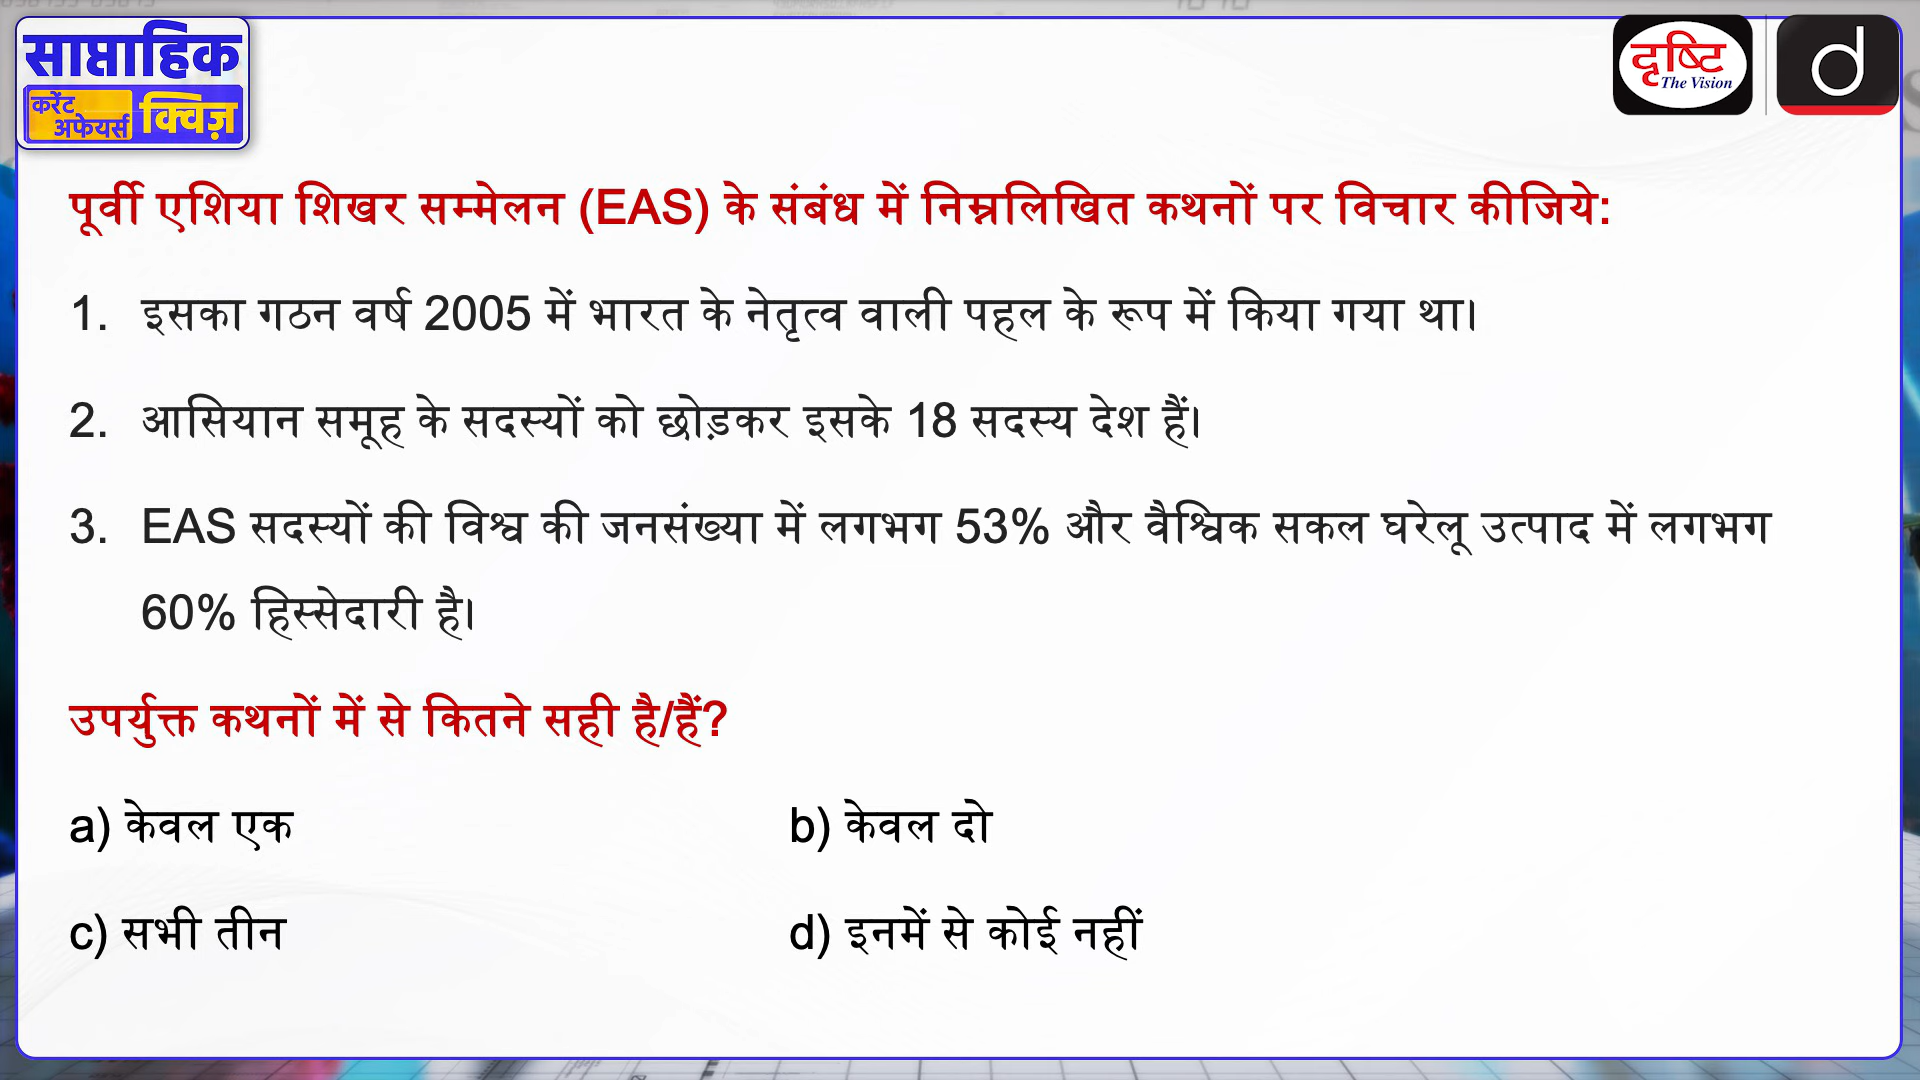 साप्ताहिक
करेंट
अफेयर्स क्विज़
दृष्टि
The Vision
d
पूर्वी एशिया शिखर सम्मेलन (EAS) के संबंध में निम्नलिखित कथनों पर विचार कीजिये:
1. इसका गठन वर्ष 2005 में भारत के नेतृत्व वाली पहल के रूप में किया गया था।
2. आसियान समूह के सदस्यों को छोड़कर इसके 18 सदस्य देश हैं।
3. EAS सदस्यों की विश्व की जनसंख्या में लगभग 53% और वैश्विक सकल घरेलू उत्पाद में लगभग
60% हिस्सेदारी है।
उपर्युक्त कथनों में से कितने सही है/हैं?
a) केवल एक b) केवल दो
c) सभी तीन d) इनमें से कोई नहीं